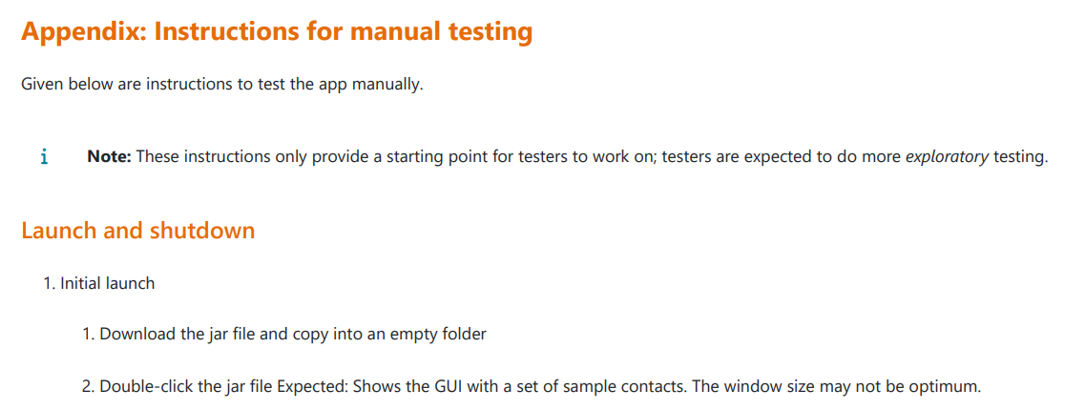 Appendix: Instructions for manual testing
Given below are instructions to test the app manually.
i Note: These instructions only provide a starting point for testers to work on; testers are expected to do more exploratory testing.
Launch and shutdown
1. Initial launch
1. Download the jar file and copy into an empty folder
2. Double-click the jar file Expected: Shows the GUI with a set of sample contacts. The window size may not be optimum.